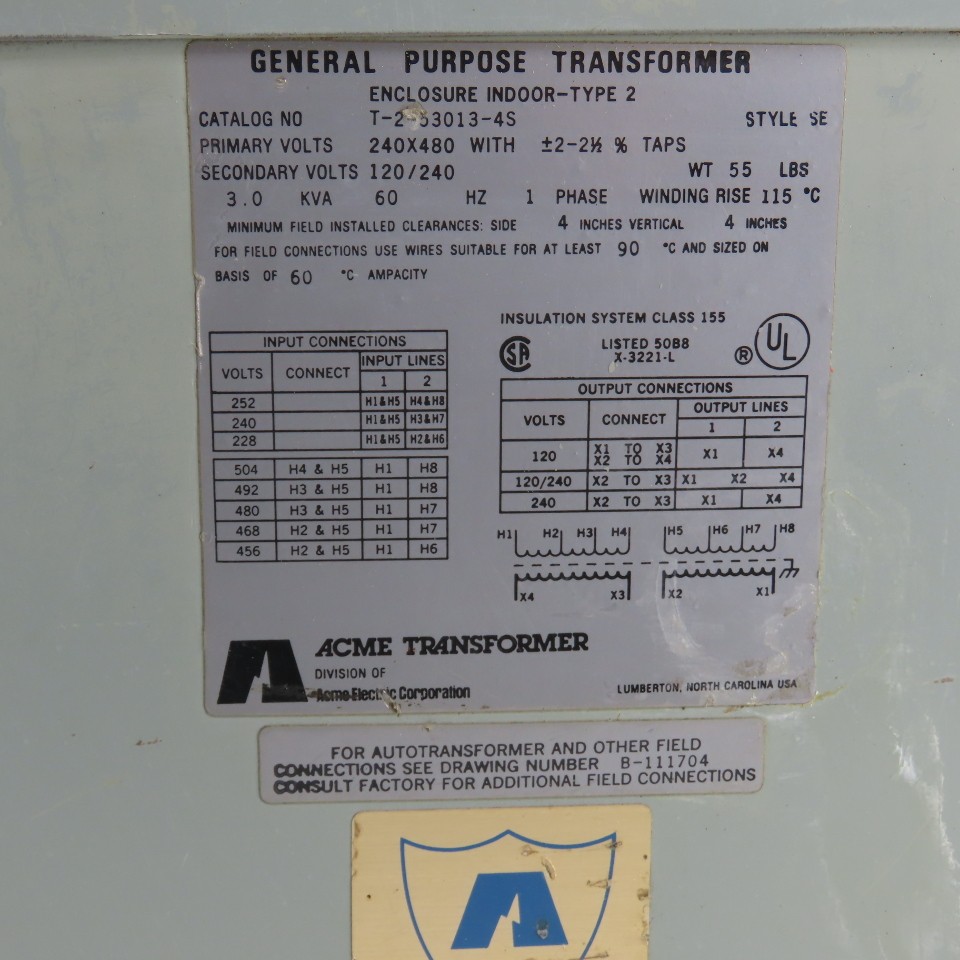 GENERAL PURPOSE TRANSFORMER
ENCLOSURE INDOOR-TYPE 2
CATALOG NO T-2-53013-4S STYLE SE
PRIMARY VOLTS 240X480 WITH ±2-2½ % TAPS
SECONDARY VOLTS 120/240 WT 55 LBS
3.0 KVA 60 HZ 1 PHASE WINDING RISE 115 °C
MINIMUM FIELD INSTALLED CLEARANCES: SIDE 4 INCHES VERTICAL 4 INCHES
FOR FIELD CONNECTIONS USE WIRES SUITABLE FOR AT LEAST 90 °C AND SIZED ON
BASIS OF 60 °C AMPACITY
INPUT CONNECTIONS
VOLTS CONNECT INPUT LINES
1 2
252 H1&H5 H4&H8
240 H1&H5 H3&H7
228 H1&H5 H2&H6
504 H4 & H5 H1 H8
492 H3 & H5 H1 H8
480 H3 & H5 H1 H7
468 H2 & H5 H1 H7
456 H2 & H5 H1 H6
INSULATION SYSTEM CLASS 155
SA LISTED 50B8 ® UL
X-3221-L
OUTPUT CONNECTIONS
VOLTS CONNECT OUTPUT LINES
1 2
120 X1 TO X3 X1 X4
X2 TO X4
120/240 X2 TO X3 X1 X2 X4
240 X2 TO X3 X1 X4
H1 H2 H3 H4 H5 H6 H7 H8
X4 X3 X2 X1
ACME TRANSFORMER
DIVISION OF
Acme Electric Corporation
LUMBERTON, NORTH CAROLINA USA
FOR AUTOTRANSFORMER AND OTHER FIELD
CONNECTIONS SEE DRAWING NUMBER B-111704
CONSULT FACTORY FOR ADDITIONAL FIELD CONNECTIONS